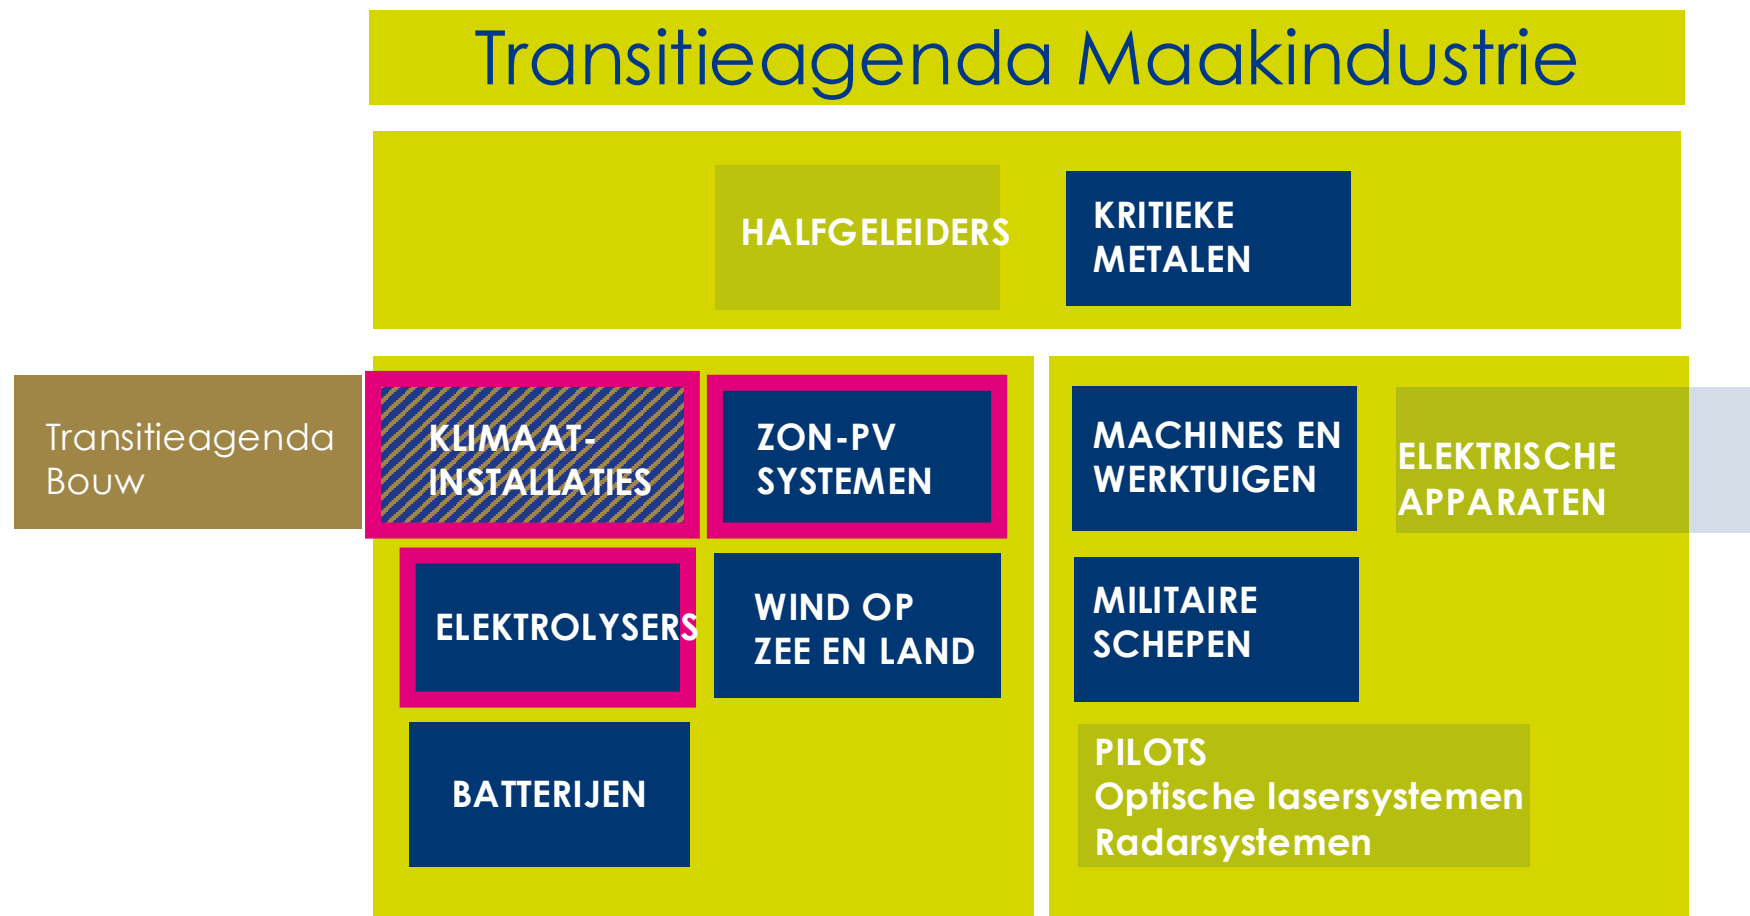 Transitieagenda Maakindustrie
HALFGELEIDERS
KRITIEKE
METALEN
Transitieagenda
Bouw
KLIMAAT-
INSTALLATIES
ZON-PV
SYSTEMEN
MACHINES EN
WERKTUIGEN
ELEKTRISCHE
APPARATEN
ELEKTROLYSERS
WIND OP
ZEE EN LAND
MILITAIRE
SCHEPEN
BATTERIJEN
PILOTS
Optische lasersystemen
Radarsystemen